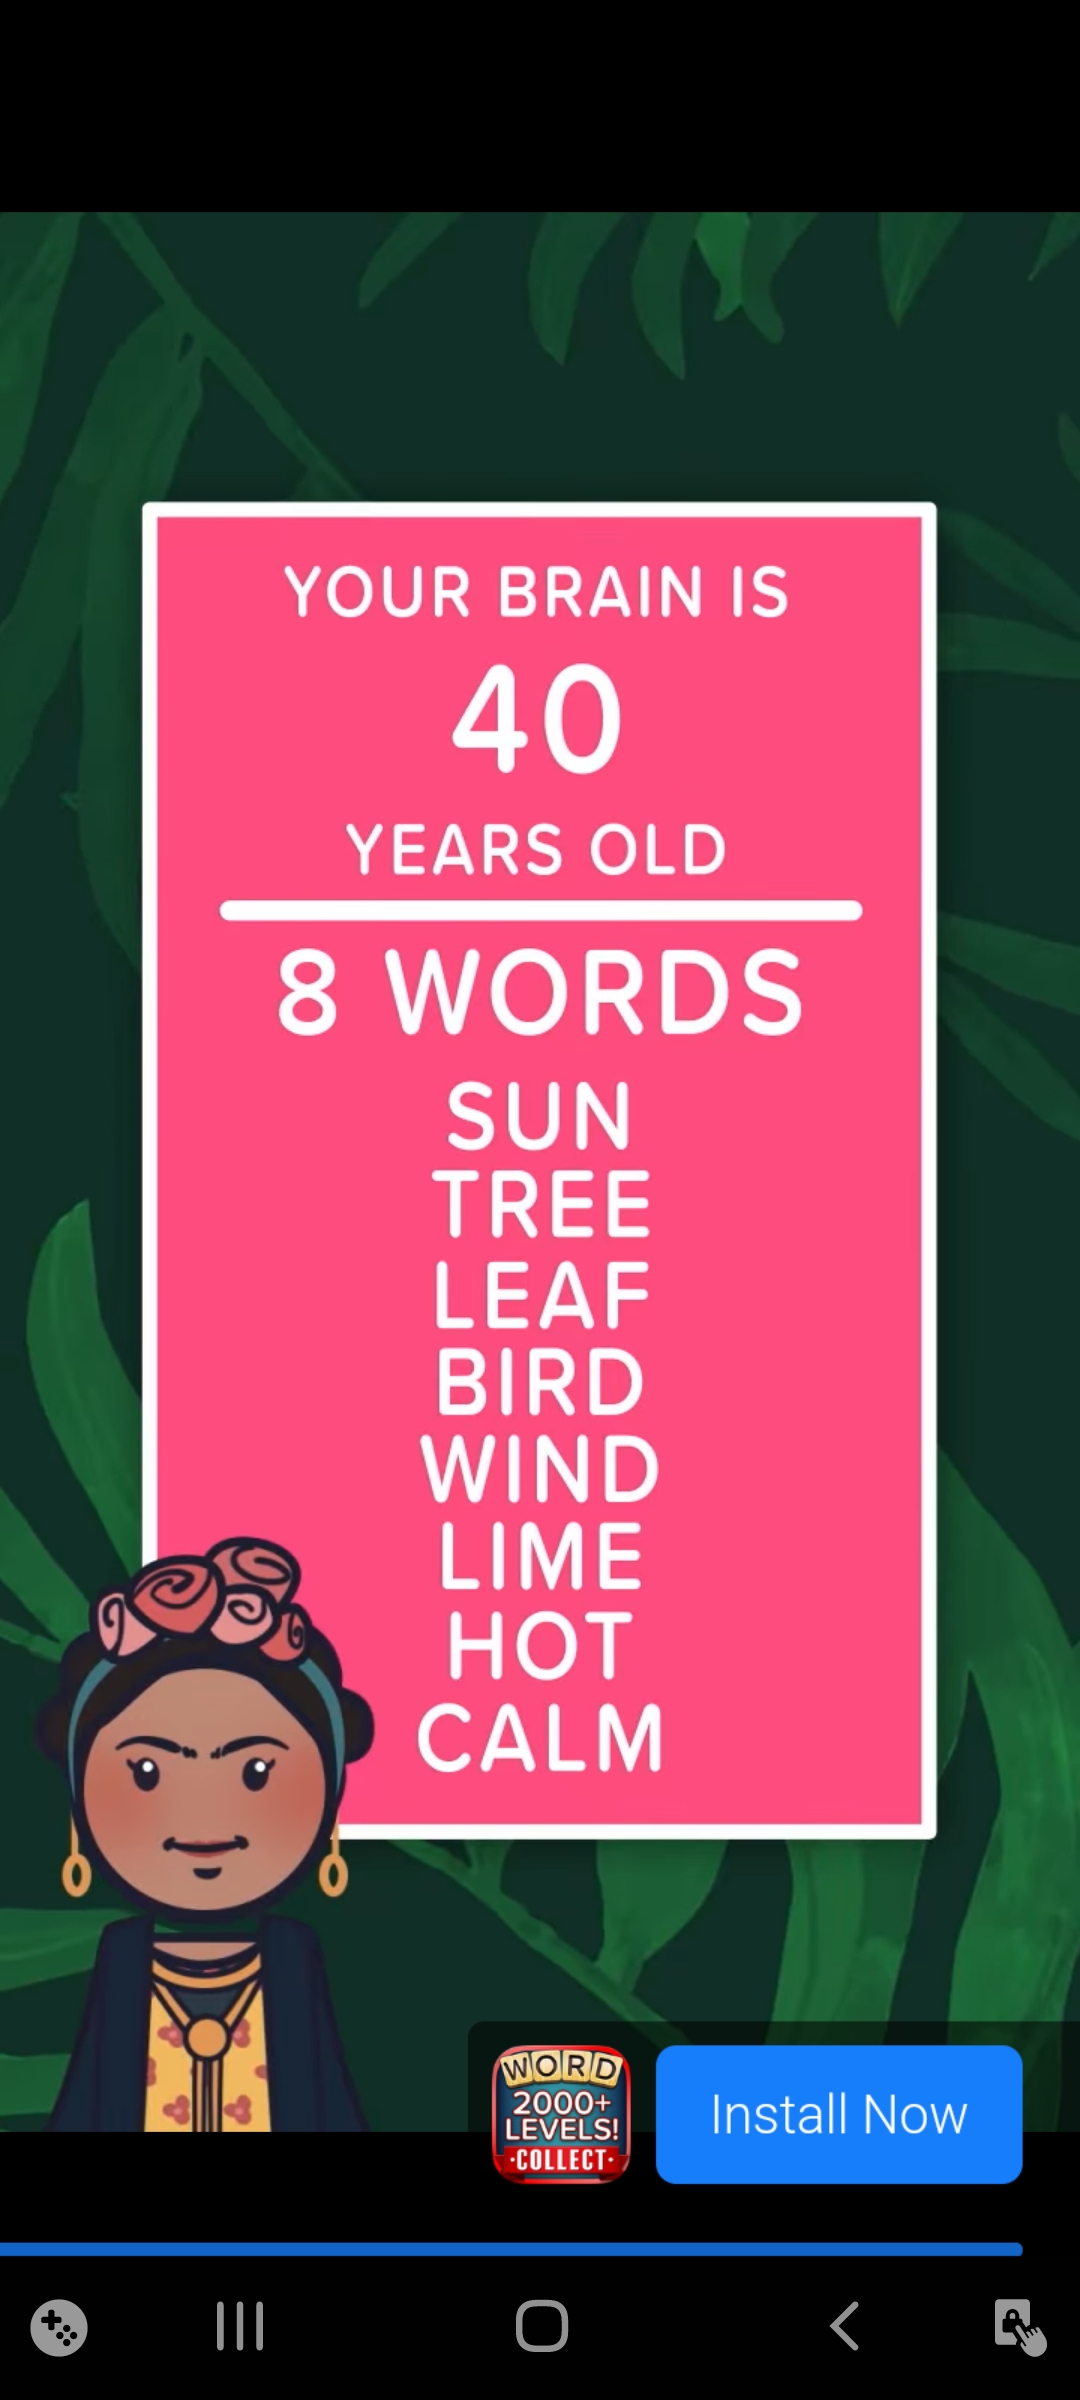 YOUR BRAIN IS
40
YEARS OLD
8 WORDS
SUN
TREE
LEAF
BIRD
WIND
LIME
HOT
CALM
WORD
2000+
LEVELS!
·COLLECT·
Install Now